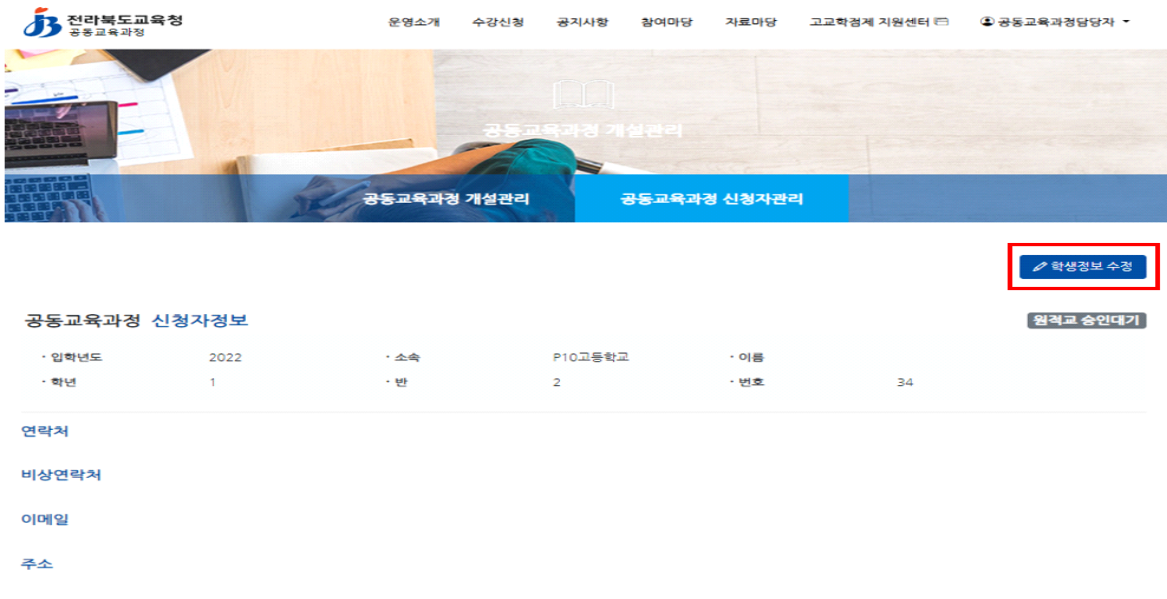 전라북도교육청
공동교육과정
운영소개 수강신청 공지사항 참여마당 자료마당 고교학점제 지원센터 공동교육과정담당자
공동교육과정 개설관리
공동교육과정 개설관리 공동교육과정 신청자관리
학생정보 수정
공동교육과정 신청자정보 원적교 승인대기
· 입학년도 2022 · 소속 P10고등학교 · 이름
· 학년 1 · 반 2 · 번호 34
연락처
비상연락처
이메일
주소